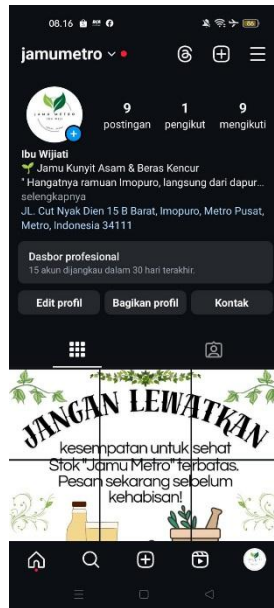 08.16
88
jamumetro
JAMU METRO
9 1 9
postingan pengikut mengikuti
Ibu Wijiati
🌱 Jamu Kunyit Asam & Beras Kencur
" Hangatnya ramuan Imopuro, langsung dari dapur...
selengkapnya
JL. Cut Nyak Dien 15 B Barat, Imopuro, Metro Pusat,
Metro, Indonesia 34111
Dasbor profesional
15 akun dijangkau dalam 30 hari terakhir.
Edit profil Bagikan profil Kontak
JANGAN LEWATKAN
kesempatan untuk sehat
Stok "Jamu Metro" terbatas.
Pesan sekarang sebelum
kehabisan!